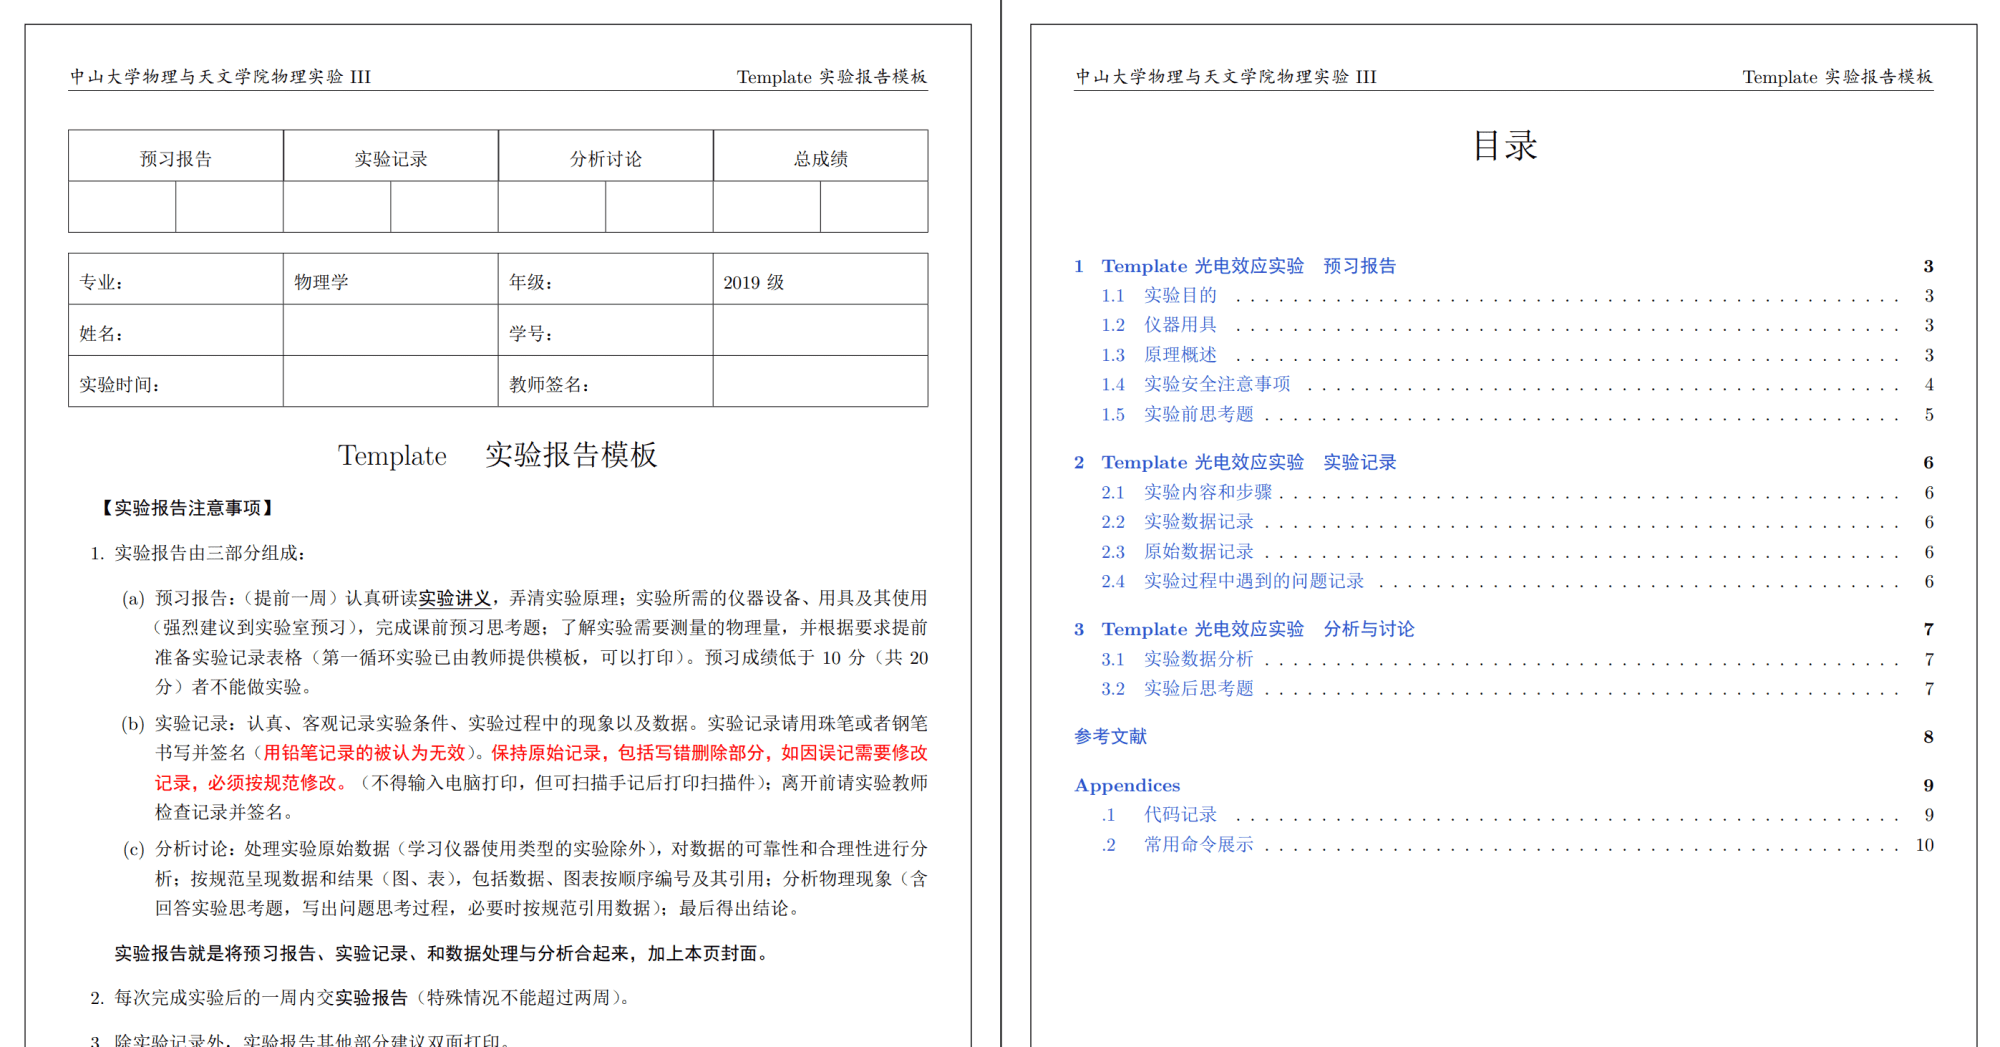 中山大学物理与天文学院物理实验 III Template 实验报告模板
预习报告 实验记录 分析讨论 总成绩
专业： 物理学 年级： 2019 级
姓名： 学号：
实验时间： 教师签名：
Template 实验报告模板
【实验报告注意事项】
1. 实验报告由三部分组成：
(a) 预习报告：（提前一周）认真研读实验讲义，弄清实验原理；实验所需的仪器设备、用具及其使用
（强烈建议到实验室预习），完成课前预习思考题；了解实验需要测量的物理量，并根据要求提前
准备实验记录表格（第一循环实验已由教师提供模板，可以打印）。预习成绩低于 10 分（共 20
分）者不能做实验。
(b) 实验记录：认真、客观记录实验条件、实验过程中的现象以及数据。实验记录请用珠笔或者钢笔
书写并签名（用铅笔记录的被认为无效）。保持原始记录，包括写错删除部分，如因误记需要修改
记录，必须按规范修改。（不得输入电脑打印，但可扫描手记后打印扫描件）；离开前请实验教师
检查记录并签名。
(c) 分析讨论：处理实验原始数据（学习仪器使用类型的实验除外），对数据的可靠性和合理性进行分
析；按规范呈现数据和结果（图、表），包括数据、图表按顺序编号及其引用；分析物理现象（含
回答实验思考题，写出问题思考过程，必要时按规范引用数据）；最后得出结论。
实验报告就是将预习报告、实验记录、和数据处理与分析合起来，加上本页封面。
2. 每次完成实验后的一周内交实验报告（特殊情况不能超过两周）。
3. 除实验记录外，实验报告其他部分建议双面打印。
中山大学物理与天文学院物理实验 III Template 实验报告模板
目录
1 Template 光电效应实验 预习报告 3
1.1 实验目的 . . . . . . . . . . . . . . . . . . . . 3
1.2 仪器用具 . . . . . . . . . . . . . . . . . . . . 3
1.3 原理概述 . . . . . . . . . . . . . . . . . . . . 3
1.4 实验安全注意事项 . . . . . . . . . . . . . . . . . . . . 4
1.5 实验前思考题 . . . . . . . . . . . . . . . . . . . . 5
2 Template 光电效应实验 实验记录 6
2.1 实验内容和步骤 . . . . . . . . . . . . . . . . . . . . 6
2.2 实验数据记录 . . . . . . . . . . . . . . . . . . . . 6
2.3 原始数据记录 . . . . . . . . . . . . . . . . . . . . 6
2.4 实验过程中遇到的问题记录 . . . . . . . . . . . . . . . . . . . . 6
3 Template 光电效应实验 分析与讨论 7
3.1 实验数据分析 . . . . . . . . . . . . . . . . . . . . 7
3.2 实验后思考题 . . . . . . . . . . . . . . . . . . . . 7
参考文献 8
Appendices 9
.1 代码记录 . . . . . . . . . . . . . . . . . . . . 9
.2 常用命令展示 . . . . . . . . . . . . . . . . . . . . 10